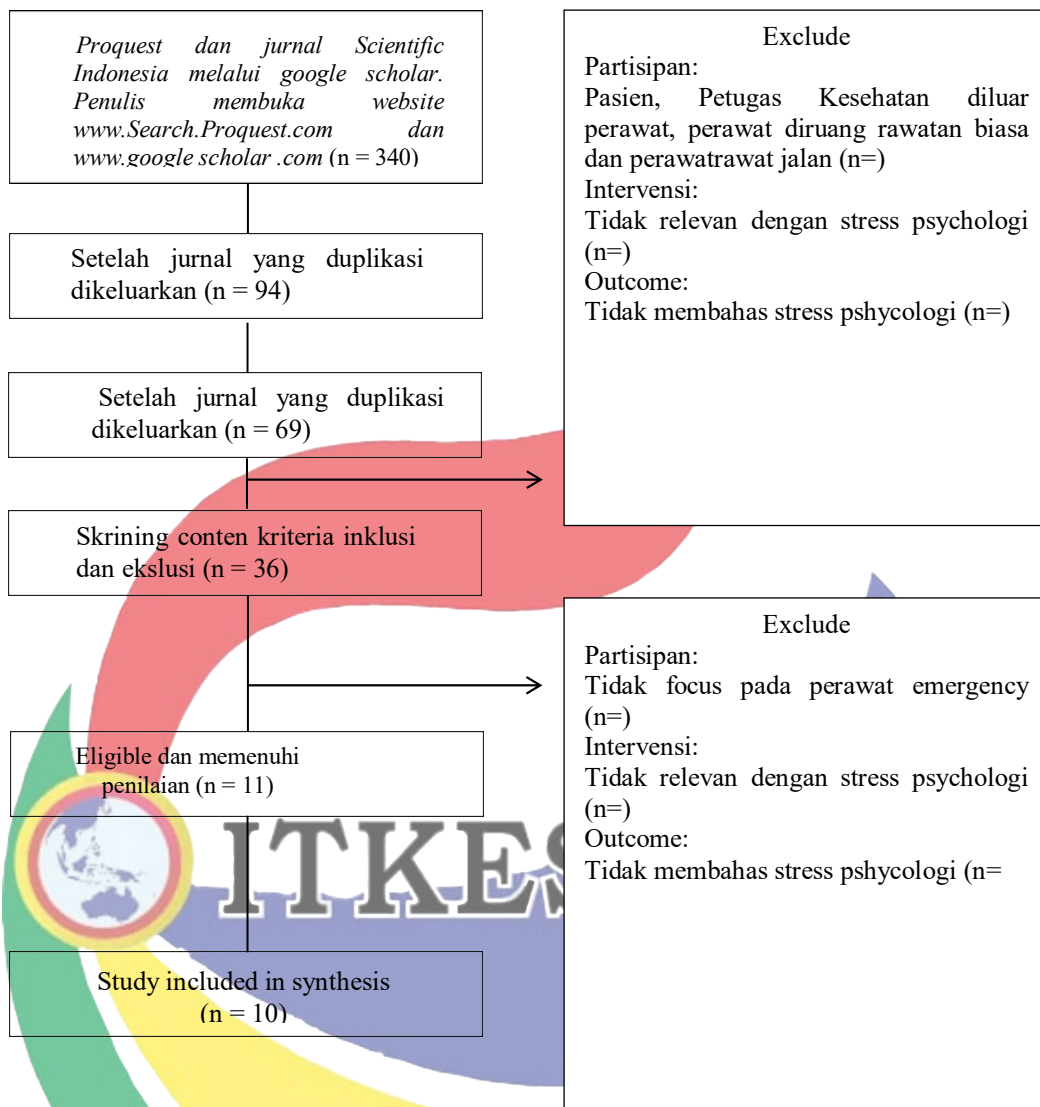 Proquest dan jurnal Scientific
Indonesia melalui google scholar.
Penulis membuka website
www.Search.Proquest.com dan
www.google scholar .com (n = 340)
Setelah jurnal yang duplikasi
dikeluarkan (n = 94)
Setelah jurnal yang duplikasi
dikeluarkan (n = 69)
Skrining conten kriteria inklusi
dan ekslusi (n = 36)
Eligible dan memenuhi
penilaian (n = 11)
Study included in synthesis
(n = 10)
Exclude
Partisipan:
Pasien, Petugas Kesehatan diluar
perawat, perawat diruang rawatan biasa
dan perawatrawat jalan (n=)
Intervensi:
Tidak relevan dengan stress psychologi
(n=)
Outcome:
Tidak membahas stress pshycologi (n=)
Exclude
Partisipan:
Tidak focus pada perawat emergency
(n=)
Intervensi:
Tidak relevan dengan stress psychologi
(n=)
Outcome:
Tidak membahas stress pshycologi (n=
ITKES